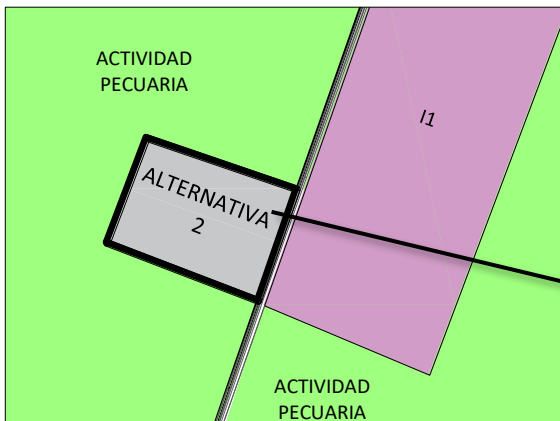 ACTIVIDAD
PECUARIA
I1
ALTERNATIVA
2
ACTIVIDAD
PECUARIA